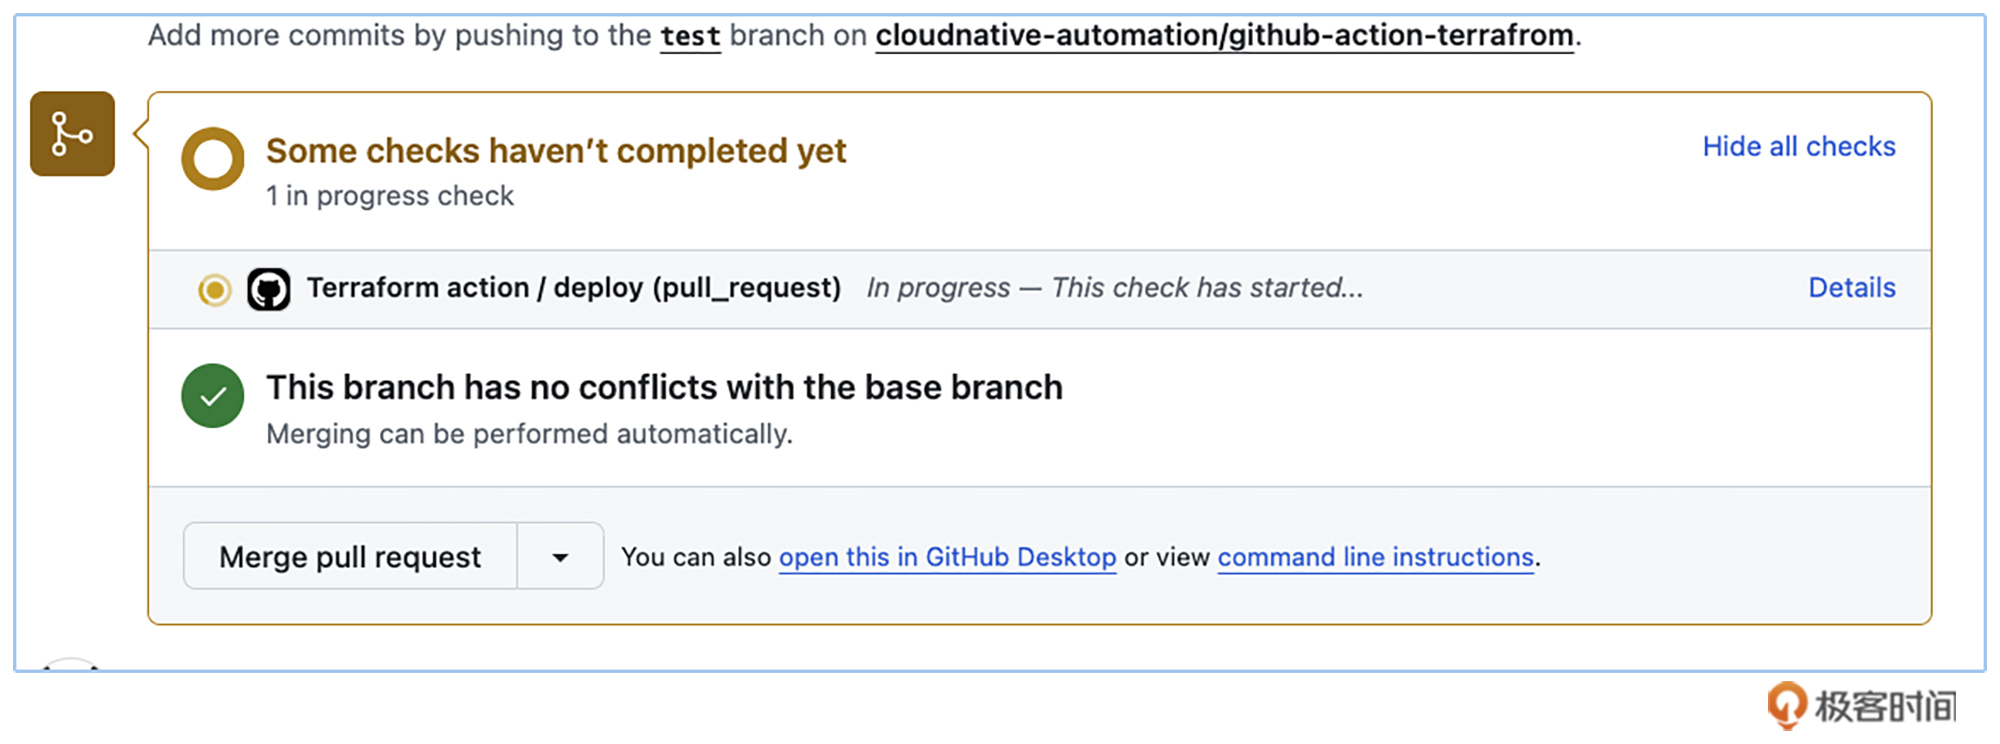 Add more commits by pushing to the test branch on cloudnative-automation/github-action-terrafrom.
Some checks haven't completed yet
Hide all checks
1 in progress check
Terraform action / deploy (pull_request) In progress — This check has started...
Details
This branch has no conflicts with the base branch
Merging can be performed automatically.
Merge pull request
You can also open this in GitHub Desktop or view command line instructions.
极客时间